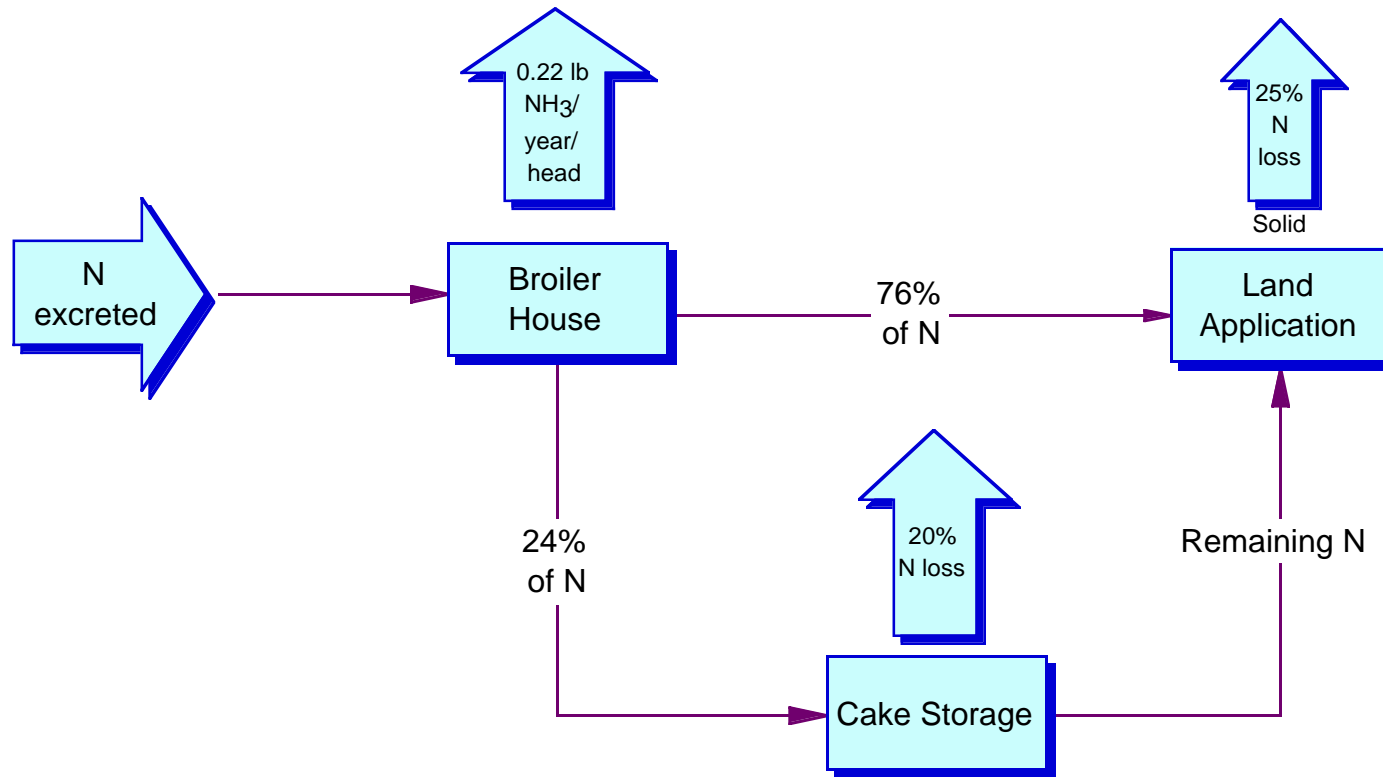 0.22 lb
NH3/
year/
head
25%
N
loss
Solid
N
excreted
Broiler
House
76%
of N
Land
Application
24%
of N
20%
N loss
Remaining N
Cake Storage